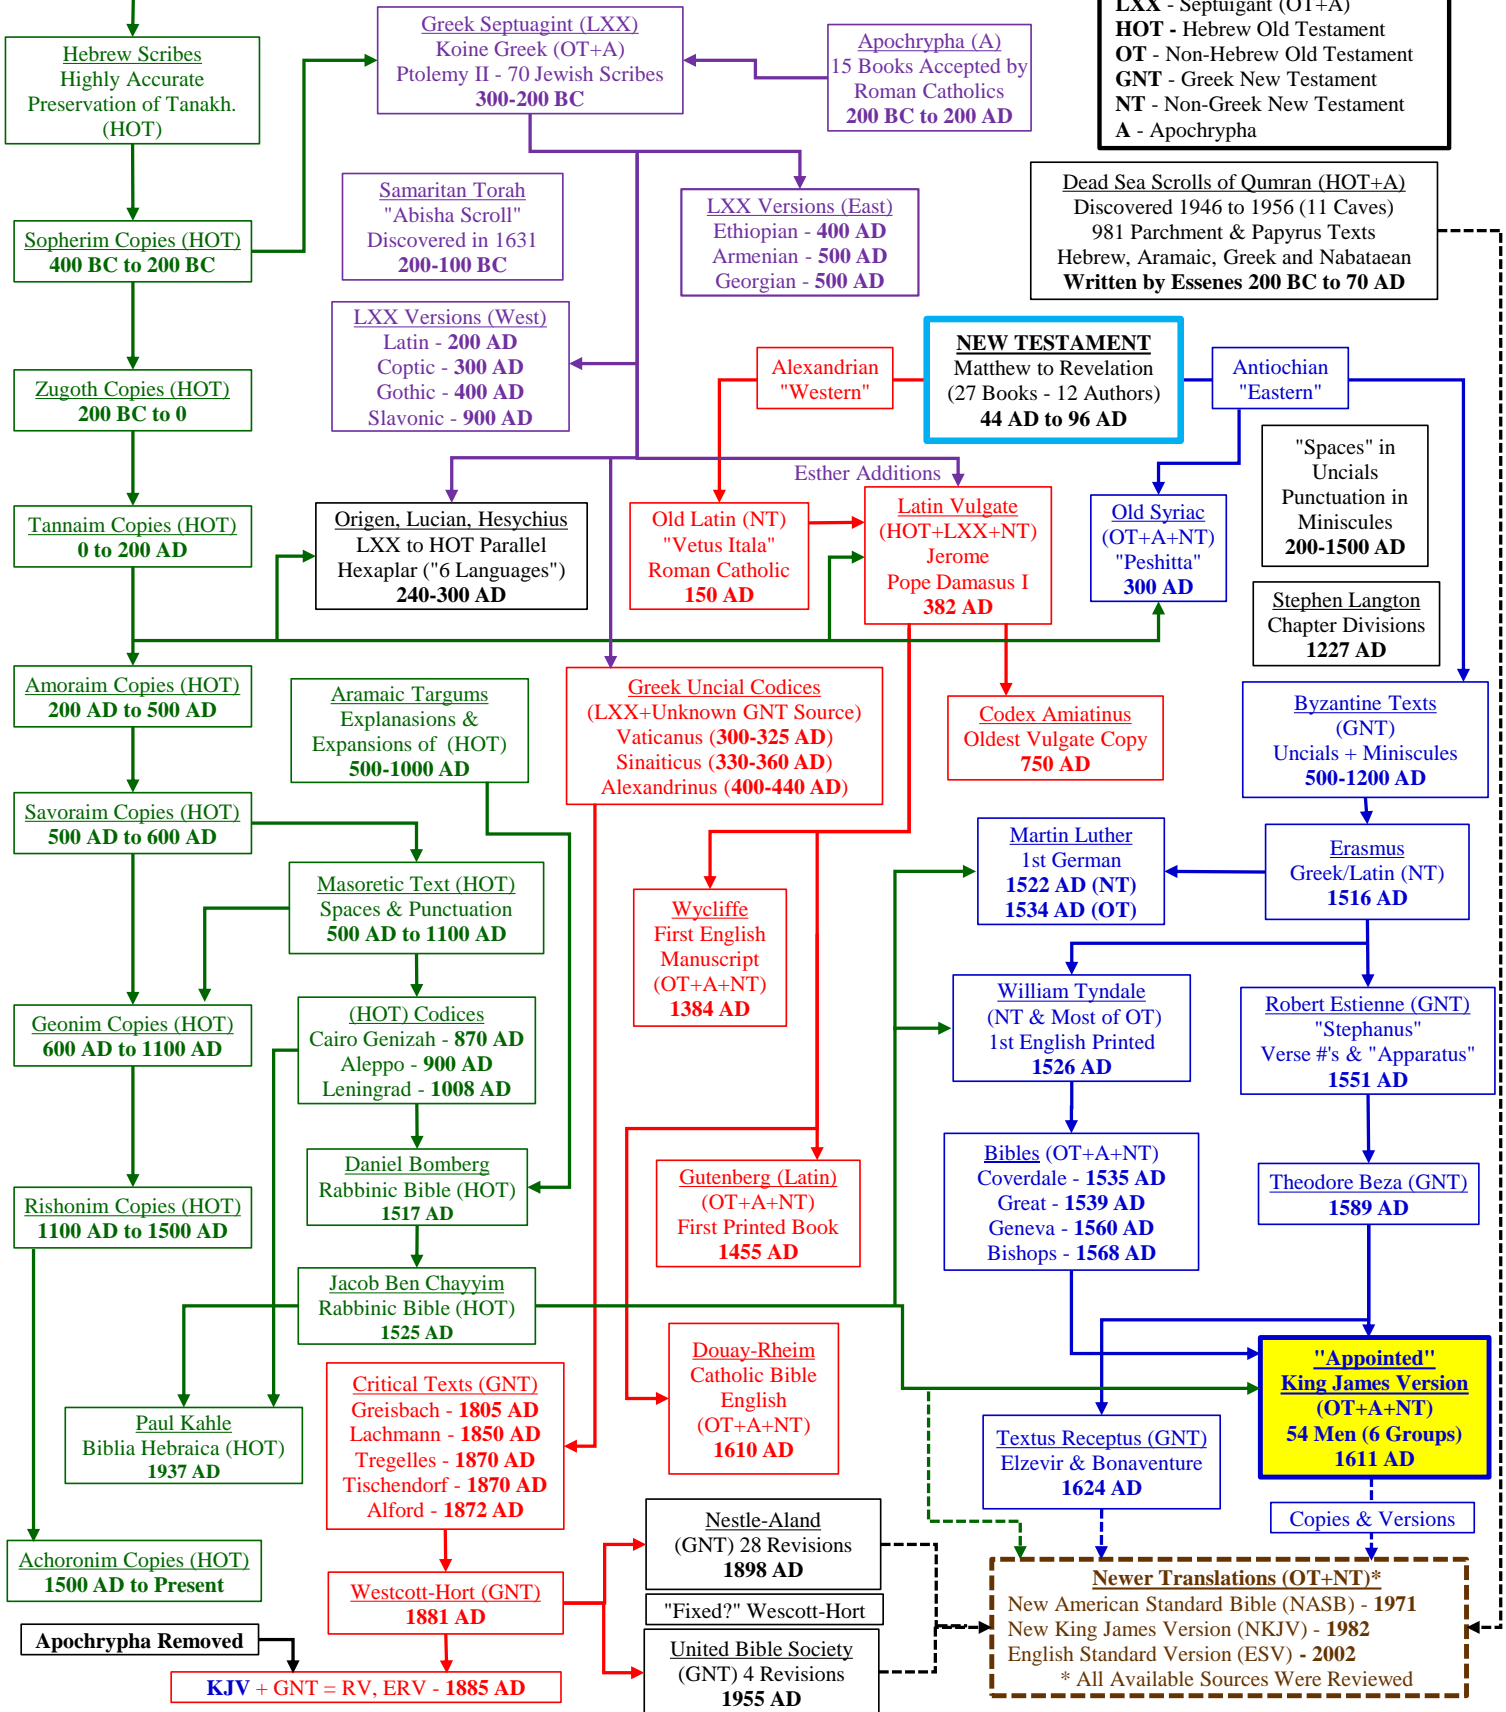 LXX - Septuigant (OT+A)
HOT - Hebrew Old Testament
OT - Non-Hebrew Old Testament
GNT - Greek New Testament
NT - Non-Greek New Testament
A - Apochrypha
Greek Septuagint (LXX)
Koine Greek (OT+A)
Ptolemy II - 70 Jewish Scribes
300-200 BC
Apochrypha (A)
15 Books Accepted by
Roman Catholics
200 BC to 200 AD
Hebrew Scribes
Highly Accurate
Preservation of Tanakh.
(HOT)
Samaritan Torah
"Abisha Scroll"
Discovered in 1631
200-100 BC
LXX Versions (East)
Ethiopian - 400 AD
Armenian - 500 AD
Georgian - 500 AD
Dead Sea Scrolls of Qumran (HOT+A)
Discovered 1946 to 1956 (11 Caves)
981 Parchment & Papyrus Texts
Hebrew, Aramaic, Greek and Nabataean
Written by Essenes 200 BC to 70 AD
Sopherim Copies (HOT)
400 BC to 200 BC
LXX Versions (West)
Latin - 200 AD
Coptic - 300 AD
Gothic - 400 AD
Slavonic - 900 AD
Alexandrian
"Western"
NEW TESTAMENT
Matthew to Revelation
(27 Books - 12 Authors)
44 AD to 96 AD
Antiochian
"Eastern"
Zugoth Copies (HOT)
200 BC to 0
"Spaces" in
Uncials
Punctuation in
Miniscules
200-1500 AD
Esther Additions
Tannaim Copies (HOT)
0 to 200 AD
Origen, Lucian, Hesychius
LXX to HOT Parallel
Hexaplar ("6 Languages")
240-300 AD
Old Latin (NT)
"Vetus Itala"
Roman Catholic
150 AD
Latin Vulgate
(HOT+LXX+NT)
Jerome
Pope Damasus I
382 AD
Old Syriac
(OT+A+NT)
"Peshitta"
300 AD
Stephen Langton
Chapter Divisions
1227 AD
Amoraim Copies (HOT)
200 AD to 500 AD
Aramaic Targums
Explanasions &
Expansions of (HOT)
500-1000 AD
Greek Uncial Codices
(LXX+Unknown GNT Source)
Vaticanus (300-325 AD)
Sinaiticus (330-360 AD)
Alexandrinus (400-440 AD)
Codex Amiatinus
Oldest Vulgate Copy
750 AD
Byzantine Texts
(GNT)
Uncials + Miniscules
500-1200 AD
Savoraim Copies (HOT)
500 AD to 600 AD
Martin Luther
1st German
1522 AD (NT)
1534 AD (OT)
Erasmus
Greek/Latin (NT)
1516 AD
Masoretic Text (HOT)
Spaces & Punctuation
500 AD to 1100 AD
Wycliffe
First English
Manuscript
(OT+A+NT)
1384 AD
Geonim Copies (HOT)
600 AD to 1100 AD
(HOT) Codices
Cairo Genizah - 870 AD
Aleppo - 900 AD
Leningrad - 1008 AD
William Tyndale
(NT & Most of OT)
1st English Printed
1526 AD
Robert Estienne (GNT)
"Stephanus"
Verse #'s & "Apparatus"
1551 AD
Daniel Bomberg
Rabbinic Bible (HOT)
1517 AD
Gutenberg (Latin)
(OT+A+NT)
First Printed Book
1455 AD
Bibles (OT+A+NT)
Coverdale - 1535 AD
Great - 1539 AD
Geneva - 1560 AD
Bishops - 1568 AD
Theodore Beza (GNT)
1589 AD
Rishonim Copies (HOT)
1100 AD to 1500 AD
Jacob Ben Chayyim
Rabbinic Bible (HOT)
1525 AD
Douay-Rheim
Catholic Bible
English
(OT+A+NT)
1610 AD
"Appointed"
King James Version
(OT+A+NT)
54 Men (6 Groups)
1611 AD
Critical Texts (GNT)
Greisbach - 1805 AD
Lachmann - 1850 AD
Tregelles - 1870 AD
Tischendorf - 1870 AD
Alford - 1872 AD
Paul Kahle
Biblia Hebraica (HOT)
1937 AD
Textus Receptus (GNT)
Elzevir & Bonaventure
1624 AD
Copies & Versions
Nestle-Aland
(GNT) 28 Revisions
1898 AD
Achoronim Copies (HOT)
1500 AD to Present
Westcott-Hort (GNT)
1881 AD
"Fixed?" Wescott-Hort
Newer Translations (OT+NT)*
New American Standard Bible (NASB) - 1971
New King James Version (NKJV) - 1982
English Standard Version (ESV) - 2002
* All Available Sources Were Reviewed
Apochrypha Removed
United Bible Society
(GNT) 4 Revisions
1955 AD
KJV + GNT = RV, ERV - 1885 AD